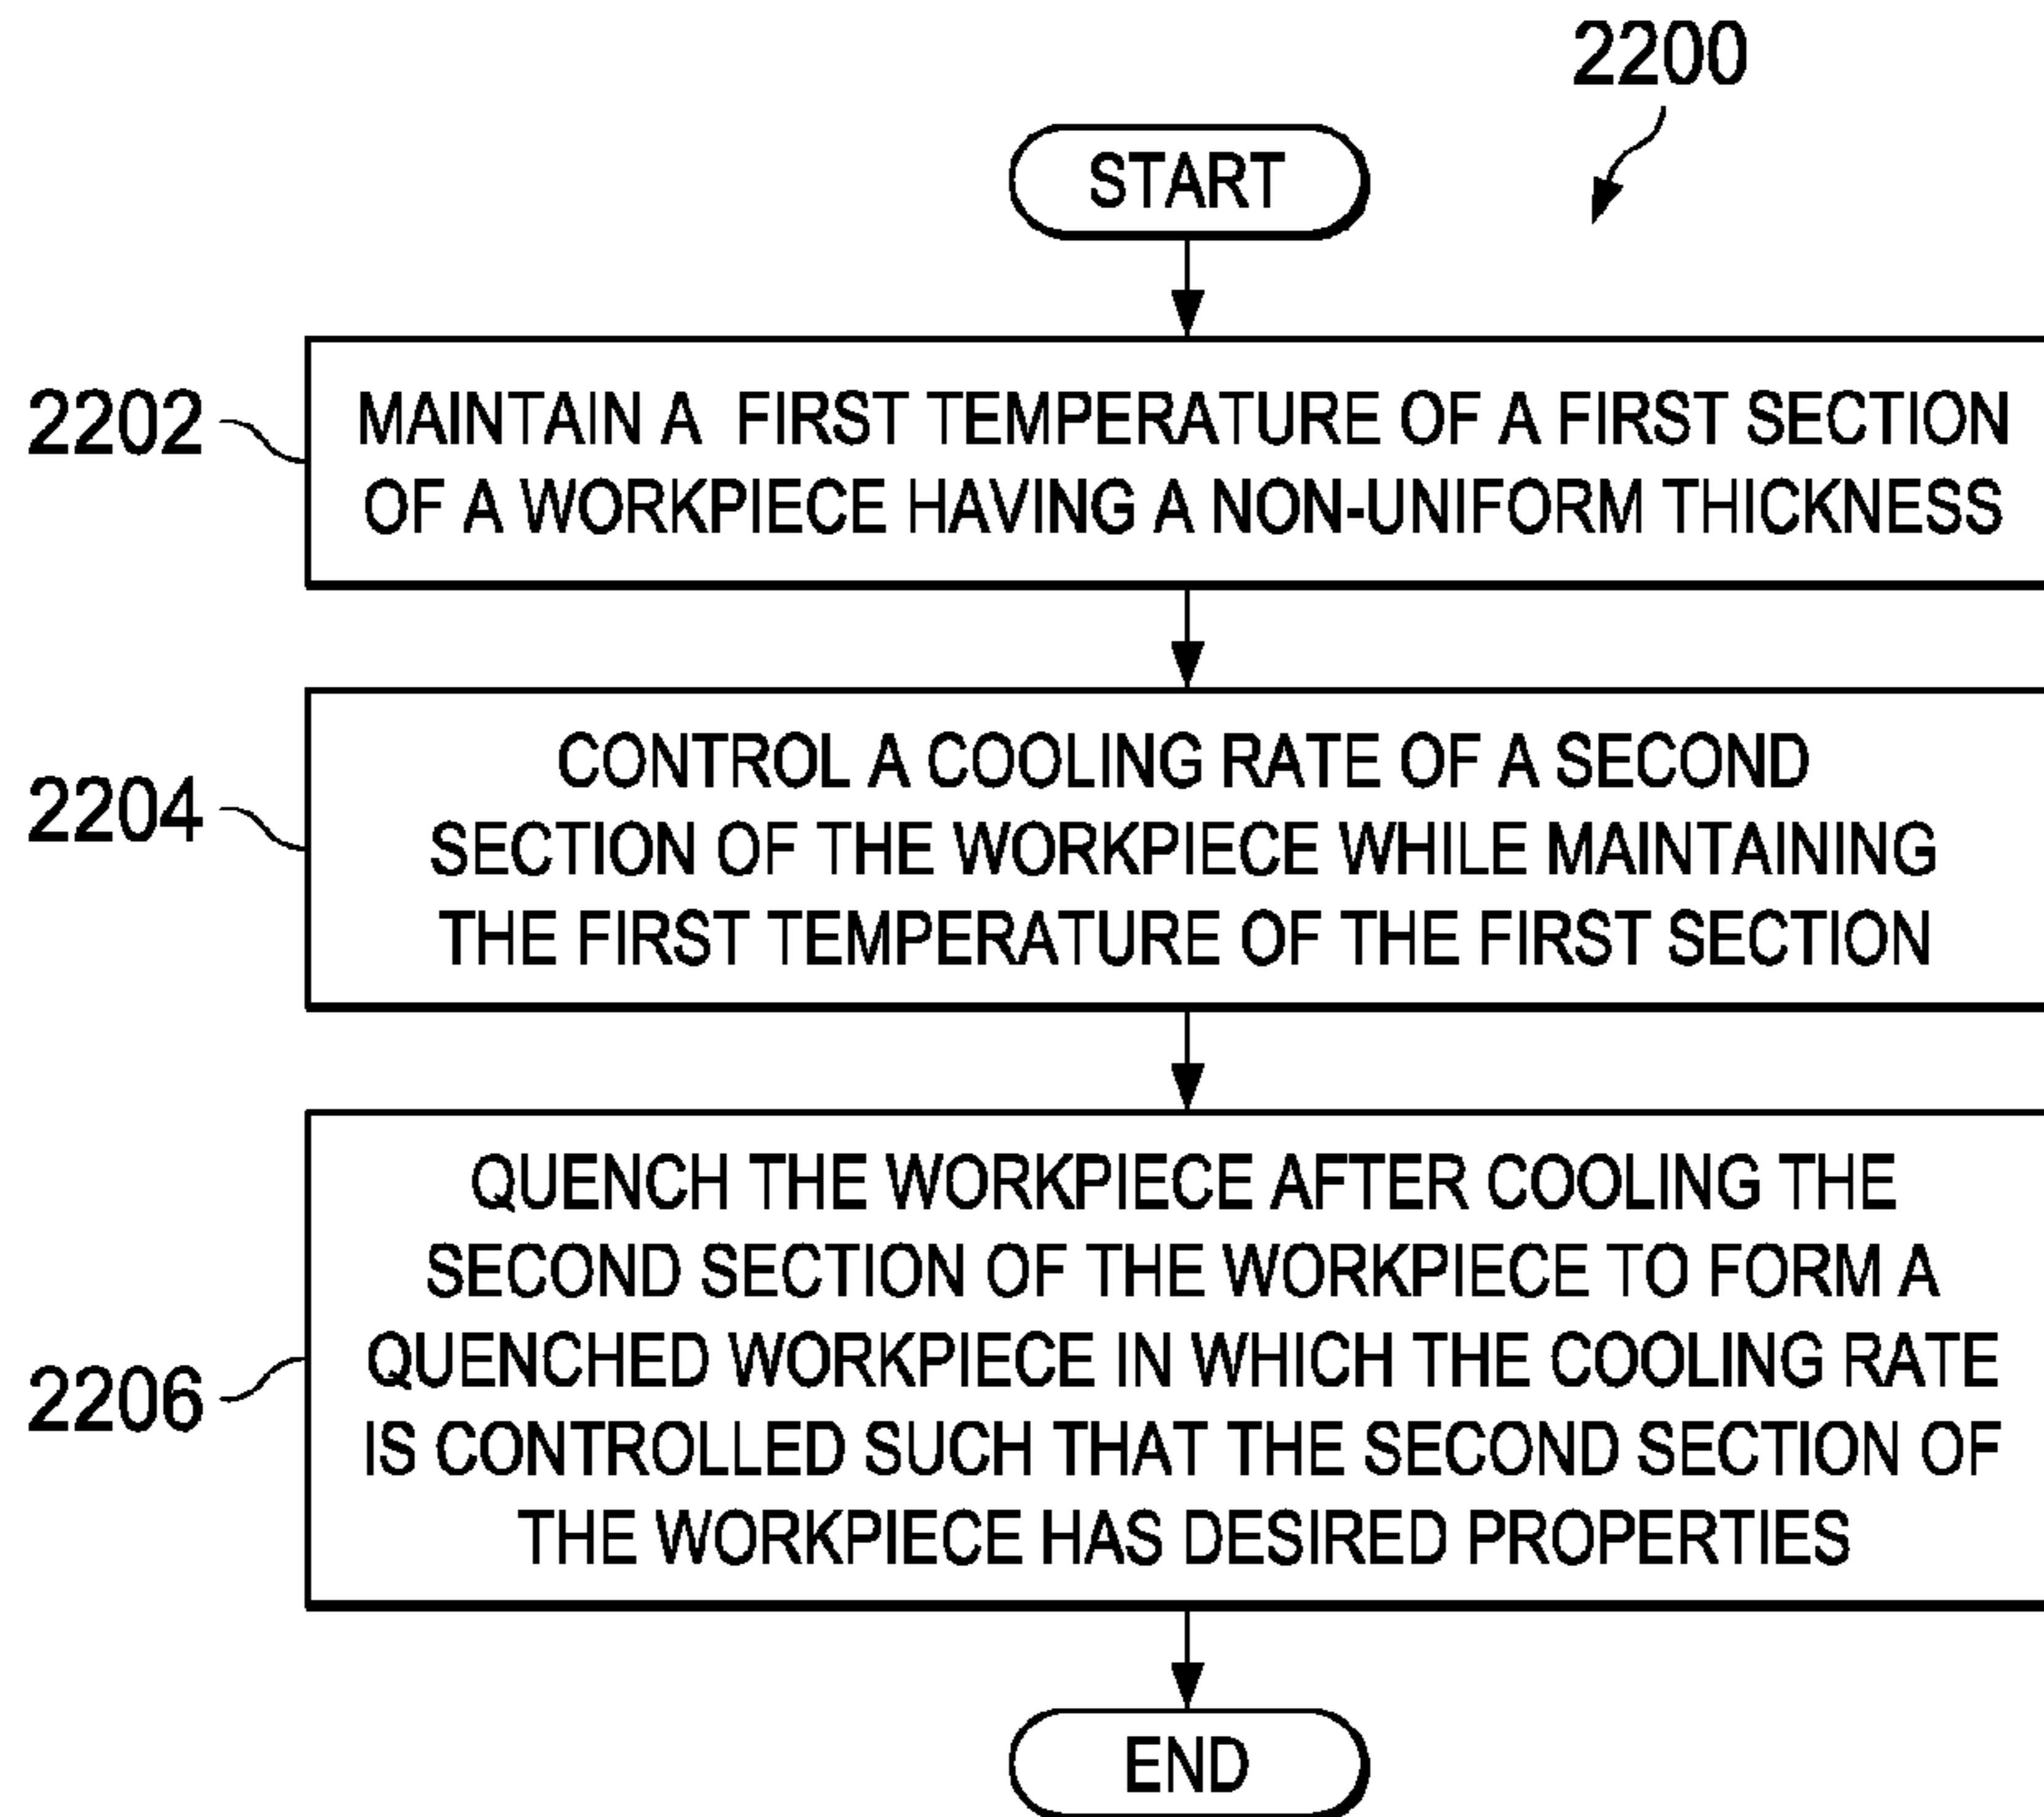 2200
START
2202
MAINTAIN A FIRST TEMPERATURE OF A FIRST SECTION
OF A WORKPIECE HAVING A NON-UNIFORM THICKNESS
2204
CONTROL A COOLING RATE OF A SECOND
SECTION OF THE WORKPIECE WHILE MAINTAINING
THE FIRST TEMPERATURE OF THE FIRST SECTION
2206
QUENCH THE WORKPIECE AFTER COOLING THE
SECOND SECTION OF THE WORKPIECE TO FORM A
QUENCHED WORKPIECE IN WHICH THE COOLING RATE
IS CONTROLLED SUCH THAT THE SECOND SECTION OF
THE WORKPIECE HAS DESIRED PROPERTIES
END